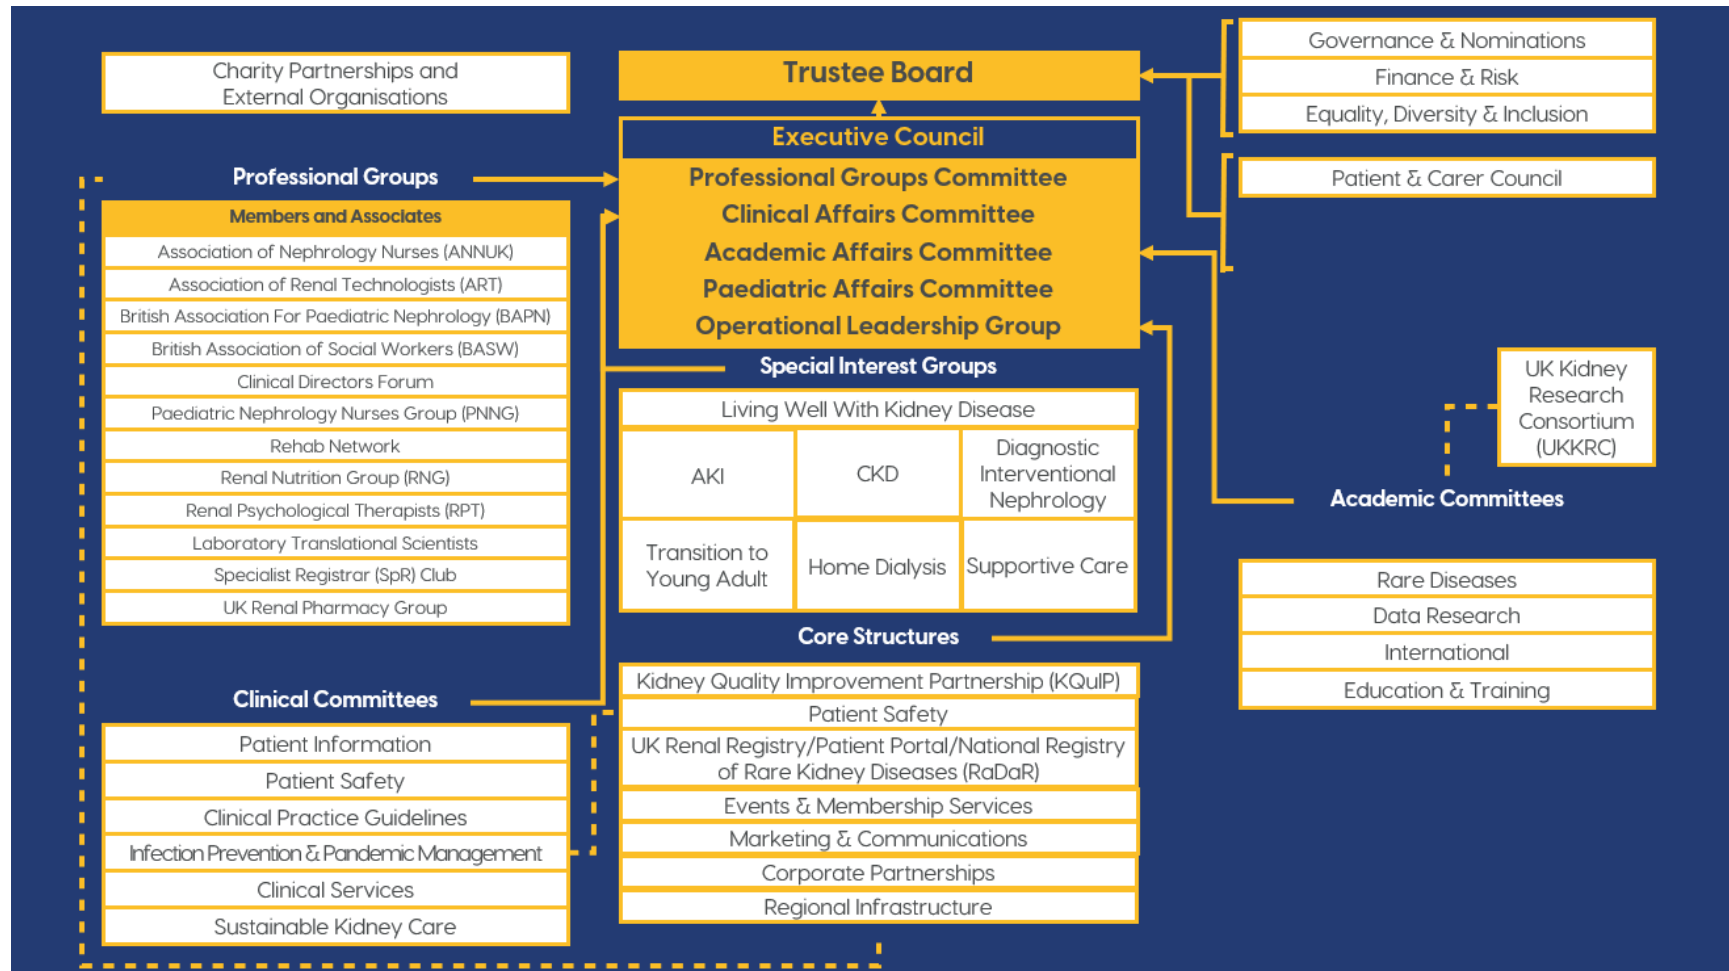 Charity Partnerships and
External Organisations
Trustee Board
Executive Council
Professional Groups Committee
Clinical Affairs Committee
Academic Affairs Committee
Paediatric Affairs Committee
Operational Leadership Group
Governance & Nominations
Finance & Risk
Equality, Diversity & Inclusion
Patient & Carer Council
Professional Groups
Members and Associates
Association of Nephrology Nurses (ANNUK)
Association of Renal Technologists (ART)
British Association For Paediatric Nephrology (BAPN)
British Association of Social Workers (BASW)
Clinical Directors Forum
Paediatric Nephrology Nurses Group (PNNG)
Rehab Network
Renal Nutrition Group (RNG)
Renal Psychological Therapists (RPT)
Laboratory Translational Scientists
Specialist Registrar (SpR) Club
UK Renal Pharmacy Group
Special Interest Groups
Living Well With Kidney Disease
AKI
CKD
Diagnostic
Interventional
Nephrology
Transition to
Young Adult
Home Dialysis
Supportive Care
UK Kidney
Research
Consortium
(UKKRC)
Academic Committees
Rare Diseases
Data Research
International
Education & Training
Clinical Committees
Patient Information
Patient Safety
Clinical Practice Guidelines
Infection Prevention & Pandemic Management
Clinical Services
Sustainable Kidney Care
Core Structures
Kidney Quality Improvement Partnership (KQuIP)
Patient Safety
UK Renal Registry/Patient Portal/National Registry
of Rare Kidney Diseases (RaDaR)
Events & Membership Services
Marketing & Communications
Corporate Partnerships
Regional Infrastructure